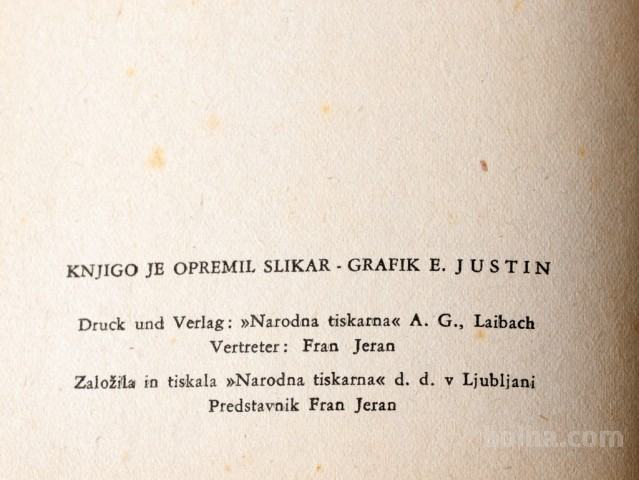 KNJIGO JE OPREMIL SLIKAR - GRAFIK E. JUSTIN
Druck und Verlag: »Narodna tiskarna« A. G., Laibach
Vertreter: Fran Jeran
Založila in tiskala »Narodna tiskarna« d. d. v Ljubljani
Predstavnik Fran Jeran
bolha.com